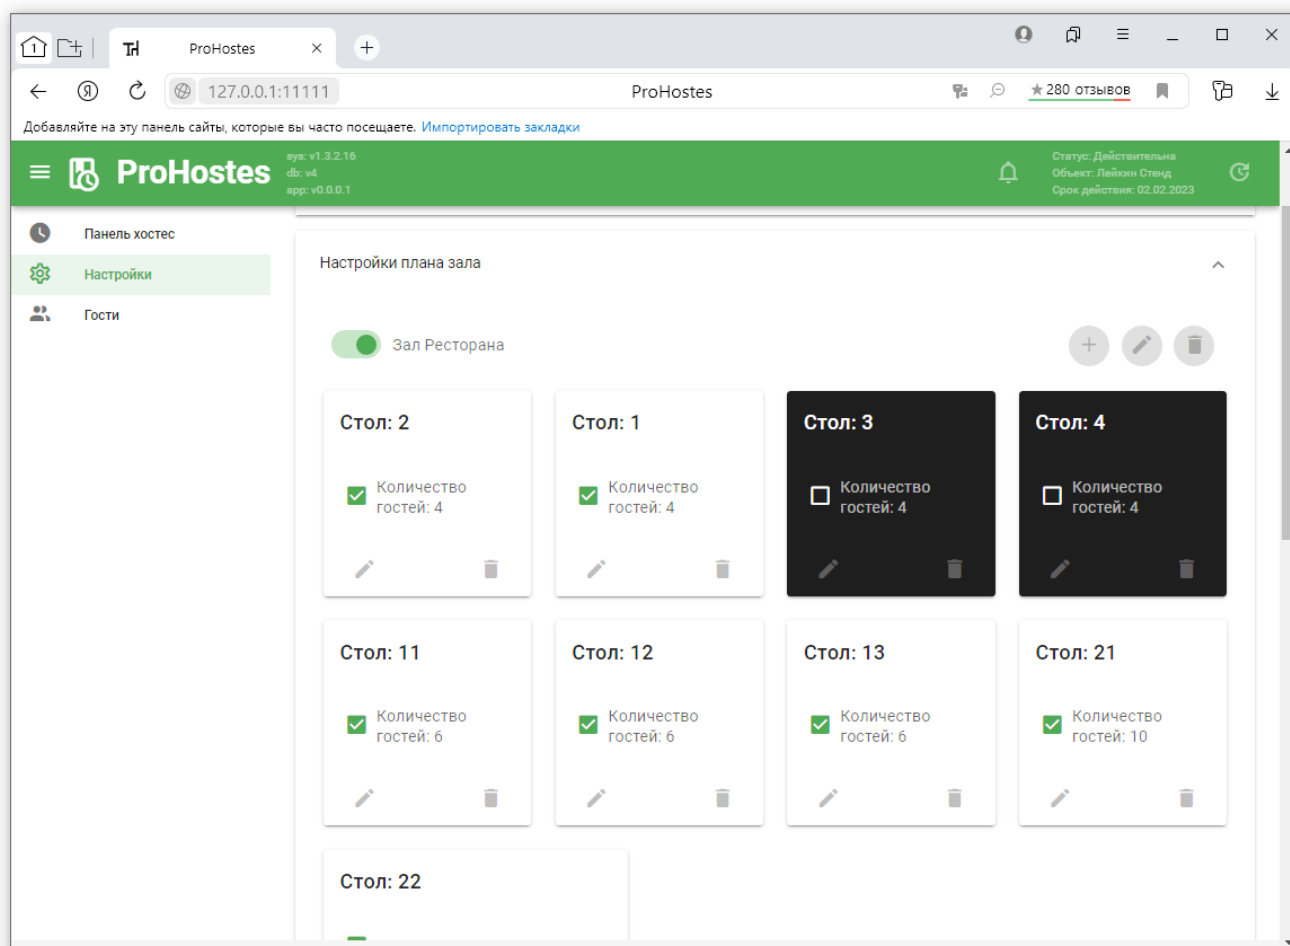 1
ТН ProHostes
Я 127.0.0.1:11111 ProHostes ★ 280 отзывов
Добавляйте на эту панель сайты, которые вы часто посещаете. Импортировать закладки
ProHostes
sys: v1.3.2.16
db: v4
app: v0.0.0.1
Статус: Действительна
Объект: Лейкин Стенд
Срок действия: 02.02.2023
Панель хостес
Настройки
Гости
Настройки плана зала
Зал Ресторана
Стол: 2
Количество
гостей: 4
Стол: 1
Количество
гостей: 4
Стол: 3
Количество
гостей: 4
Стол: 4
Количество
гостей: 4
Стол: 11
Количество
гостей: 6
Стол: 12
Количество
гостей: 6
Стол: 13
Количество
гостей: 6
Стол: 21
Количество
гостей: 10
Стол: 22